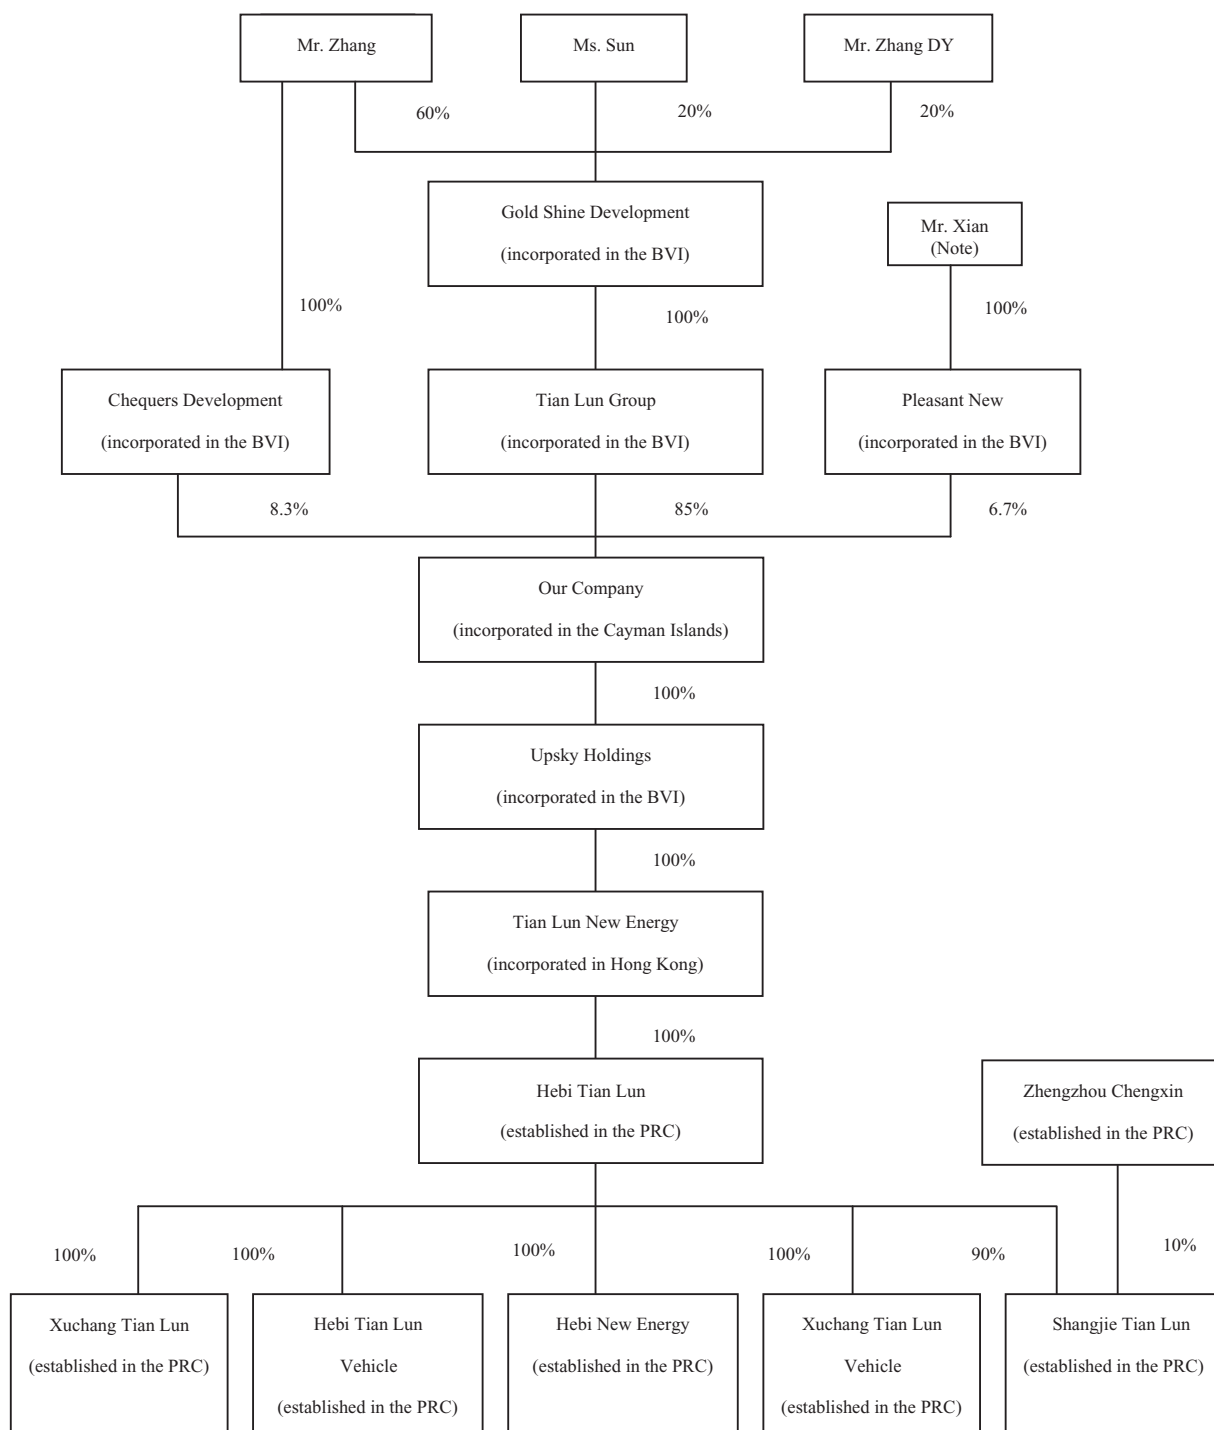 Mr. Zhang
Ms. Sun
Mr. Zhang DY
60%
20%
20%
Gold Shine Development
(incorporated in the BVI)
Mr. Xian
(Note)
100%
100%
100%
Chequers Development
(incorporated in the BVI)
Tian Lun Group
(incorporated in the BVI)
Pleasant New
(incorporated in the BVI)
8.3%
85%
6.7%
Our Company
(incorporated in the Cayman Islands)
100%
Upsky Holdings
(incorporated in the BVI)
100%
Tian Lun New Energy
(incorporated in Hong Kong)
100%
Hebi Tian Lun
(established in the PRC)
Zhengzhou Chengxin
(established in the PRC)
100%
100%
100%
100%
90%
10%
Xuchang Tian Lun
(established in the PRC)
Hebi Tian Lun
Vehicle
(established in the PRC)
Hebi New Energy
(established in the PRC)
Xuchang Tian Lun
Vehicle
(established in the PRC)
Shangjie Tian Lun
(established in the PRC)